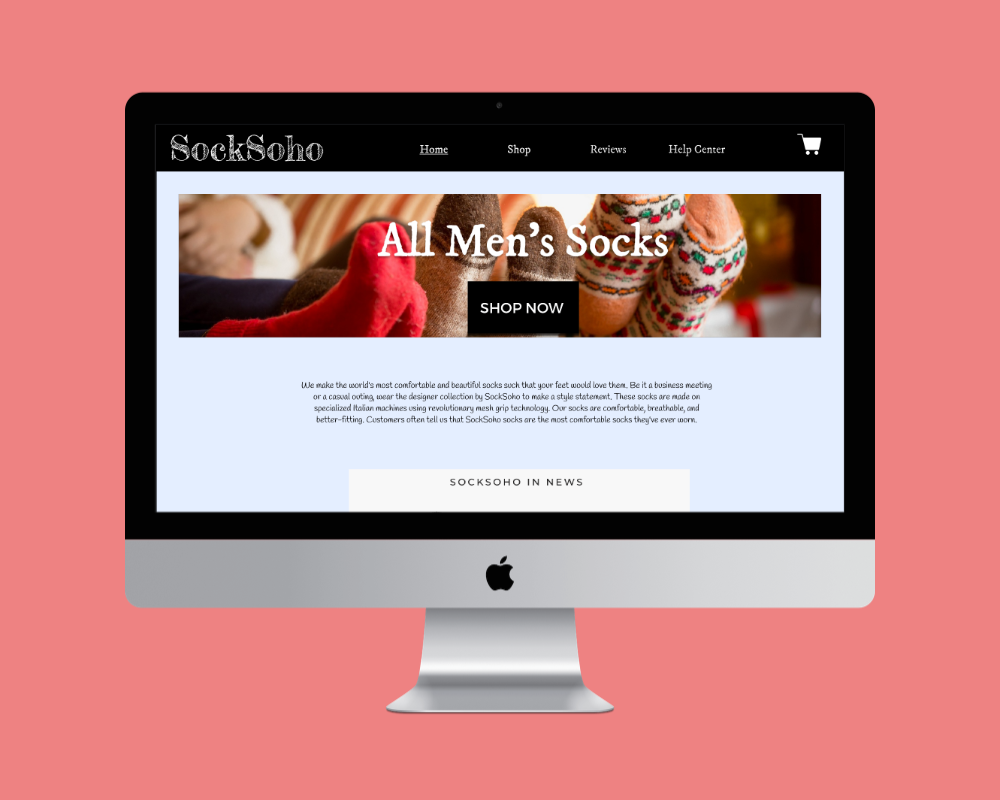 SockSoho
Home Shop Reviews Help Center
All Men's Socks
SHOP NOW
We make the world's most comfortable and beautiful socks such that your feet would love them. Be it a business meeting
or a casual outing, wear the designer collection by SockSoho to make a style statement. These socks are made on
specialized Italian machines using revolutionary mesh grip technology. Our socks are comfortable, breathable, and
better-fitting. Customers often tell us that SockSoho socks are the most comfortable socks they've ever worn.
SOCKSOHO IN NEWS